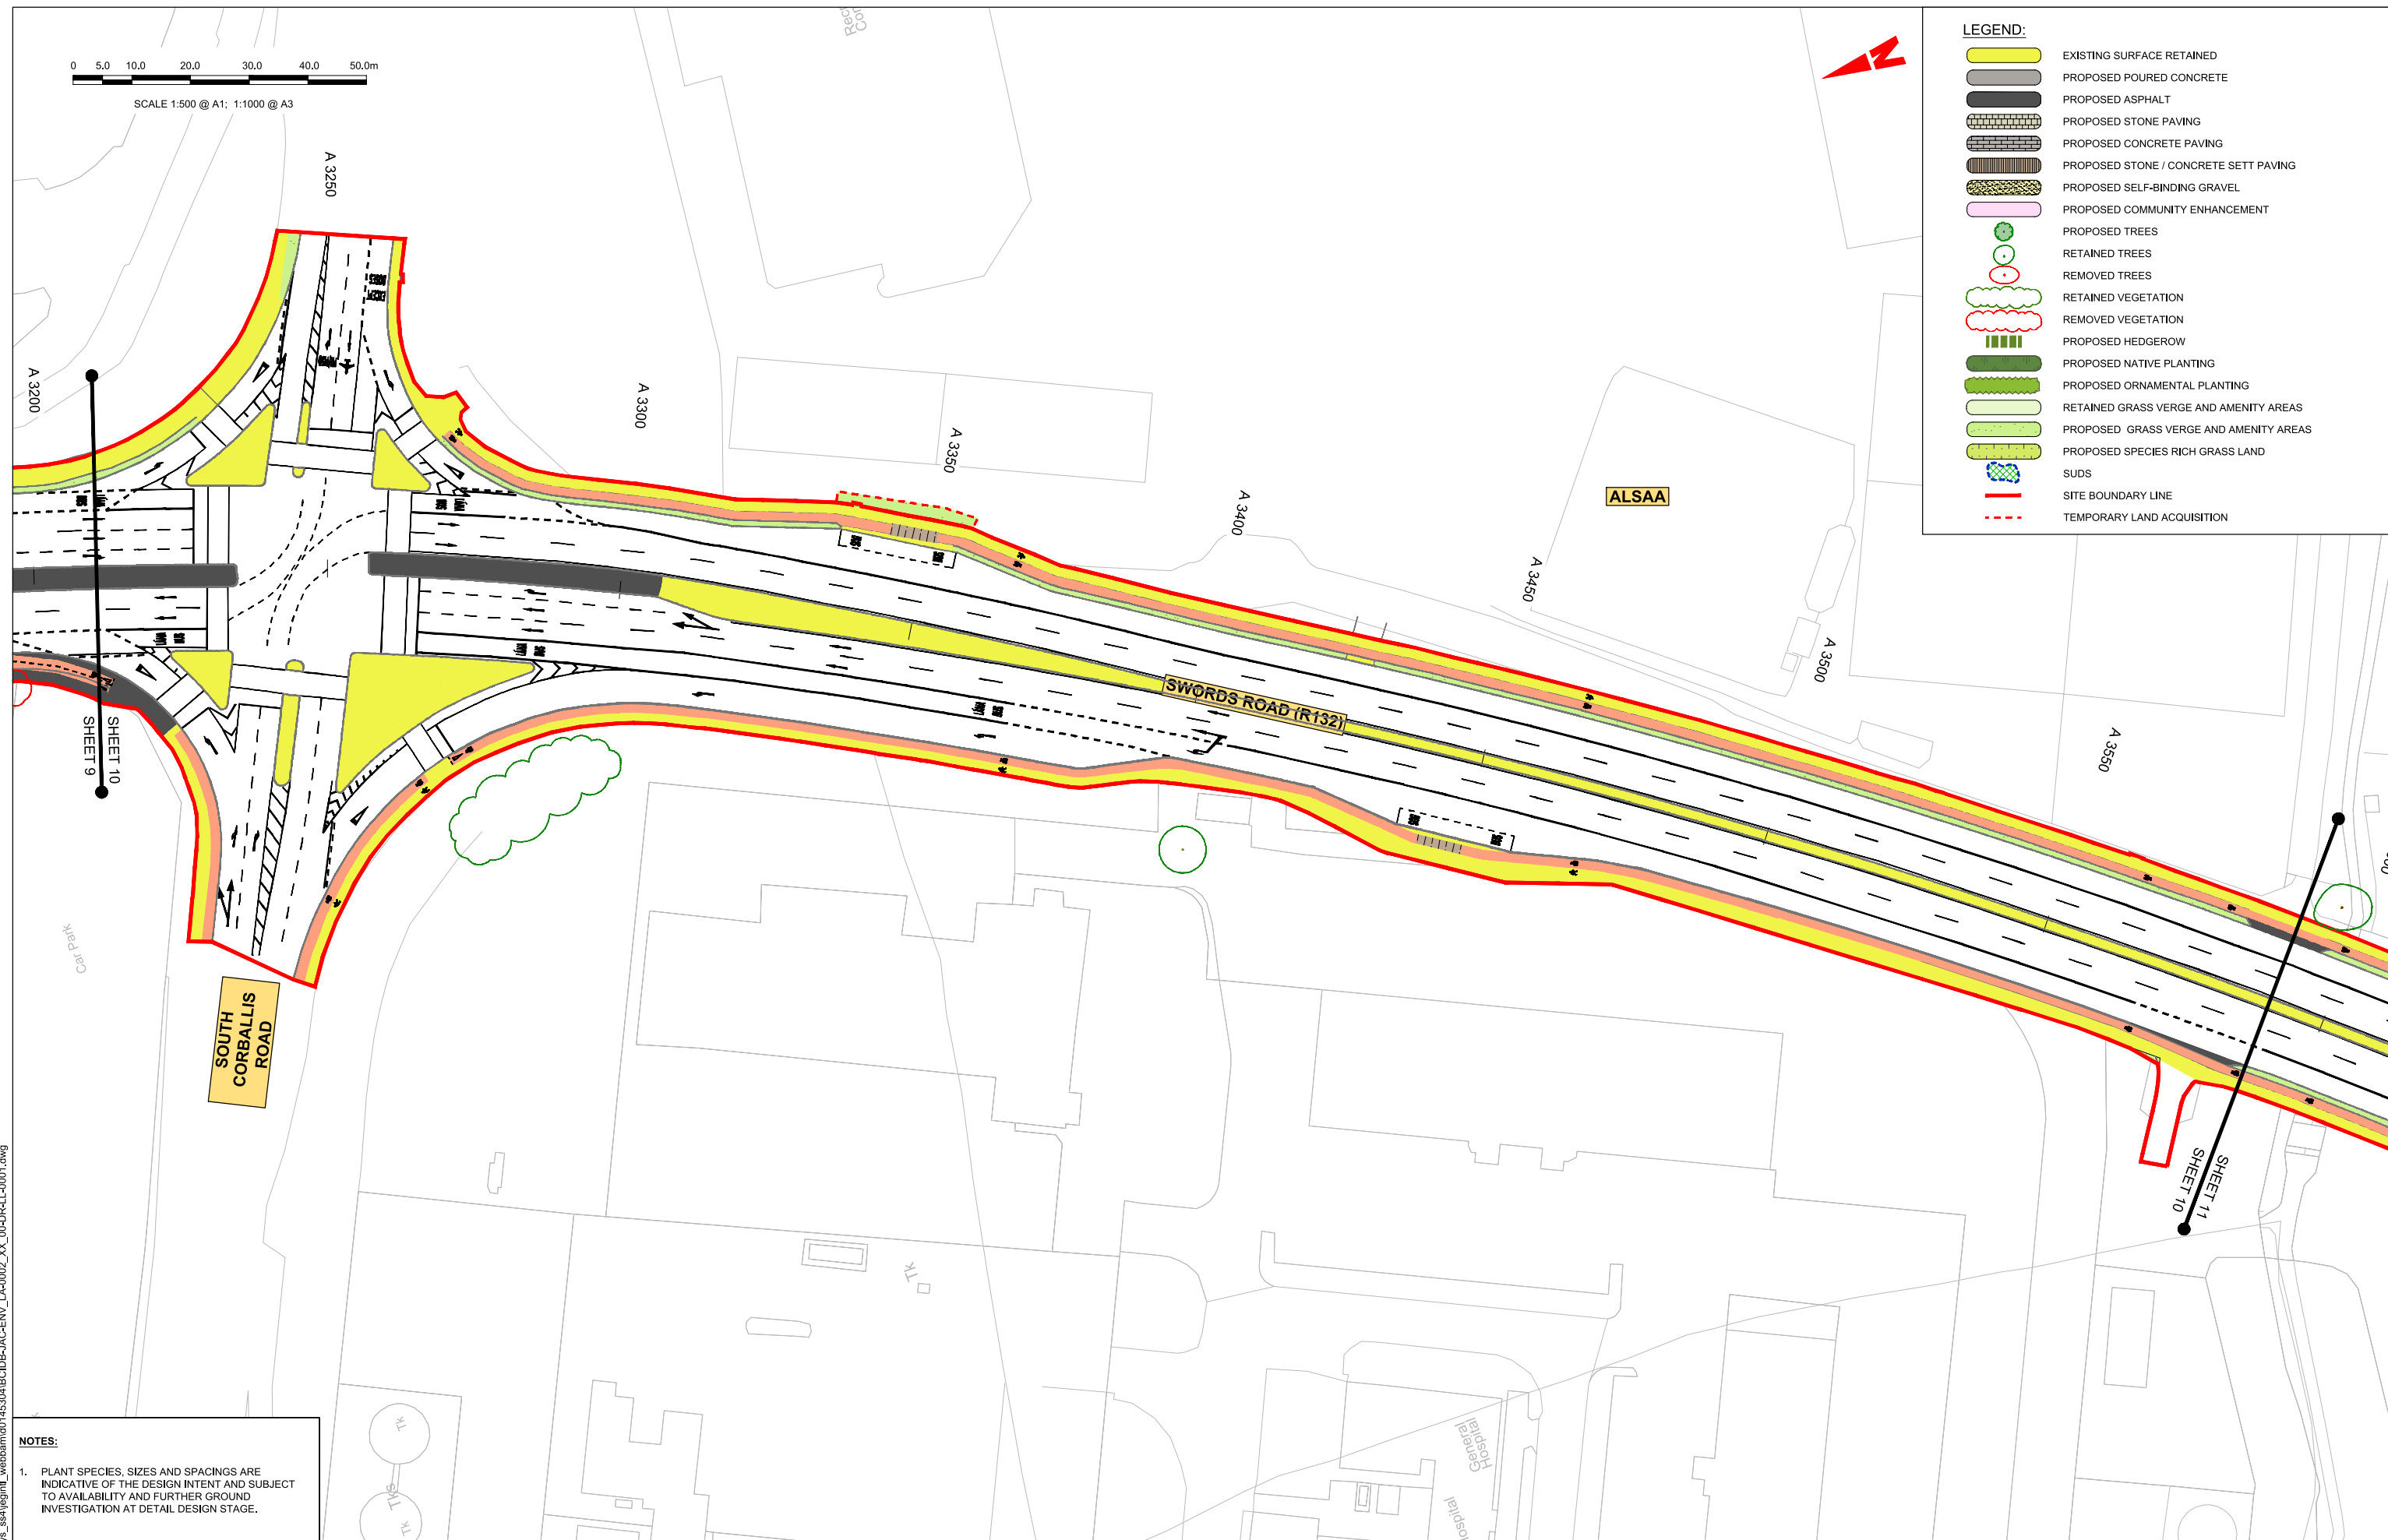 0 5.0 10.0 20.0 30.0 40.0 50.0m
SCALE 1:500 @ A1; 1:1000 @ A3
N
LEGEND:
EXISTING SURFACE RETAINED
PROPOSED POURED CONCRETE
PROPOSED ASPHALT
PROPOSED STONE PAVING
PROPOSED CONCRETE PAVING
PROPOSED STONE / CONCRETE SETT PAVING
PROPOSED SELF-BINDING GRAVEL
PROPOSED COMMUNITY ENHANCEMENT
PROPOSED TREES
RETAINED TREES
REMOVED TREES
RETAINED VEGETATION
REMOVED VEGETATION
PROPOSED HEDGEROW
PROPOSED NATIVE PLANTING
PROPOSED ORNAMENTAL PLANTING
RETAINED GRASS VERGE AND AMENITY AREAS
PROPOSED GRASS VERGE AND AMENITY AREAS
PROPOSED SPECIES RICH GRASS LAND
SUDS
SITE BOUNDARY LINE
TEMPORARY LAND ACQUISITION
A 3200
A 3250
A 3300
A 3350
A 3400
A 3450
A 3500
A 3550
ALSAA
SWORDS ROAD (R132)
SHEET 10
SHEET 9
SOUTH
CORBALLIS
ROAD
Car Park
SHEET 11
SHEET 10
TK
TK
TKS
TK
General
Hospital
NOTES:
1. PLANT SPECIES, SIZES AND SPACINGS ARE
INDICATIVE OF THE DESIGN INTENT AND SUBJECT
TO AVAILABILITY AND FURTHER GROUND
INVESTIGATION AT DETAIL DESIGN STAGE.